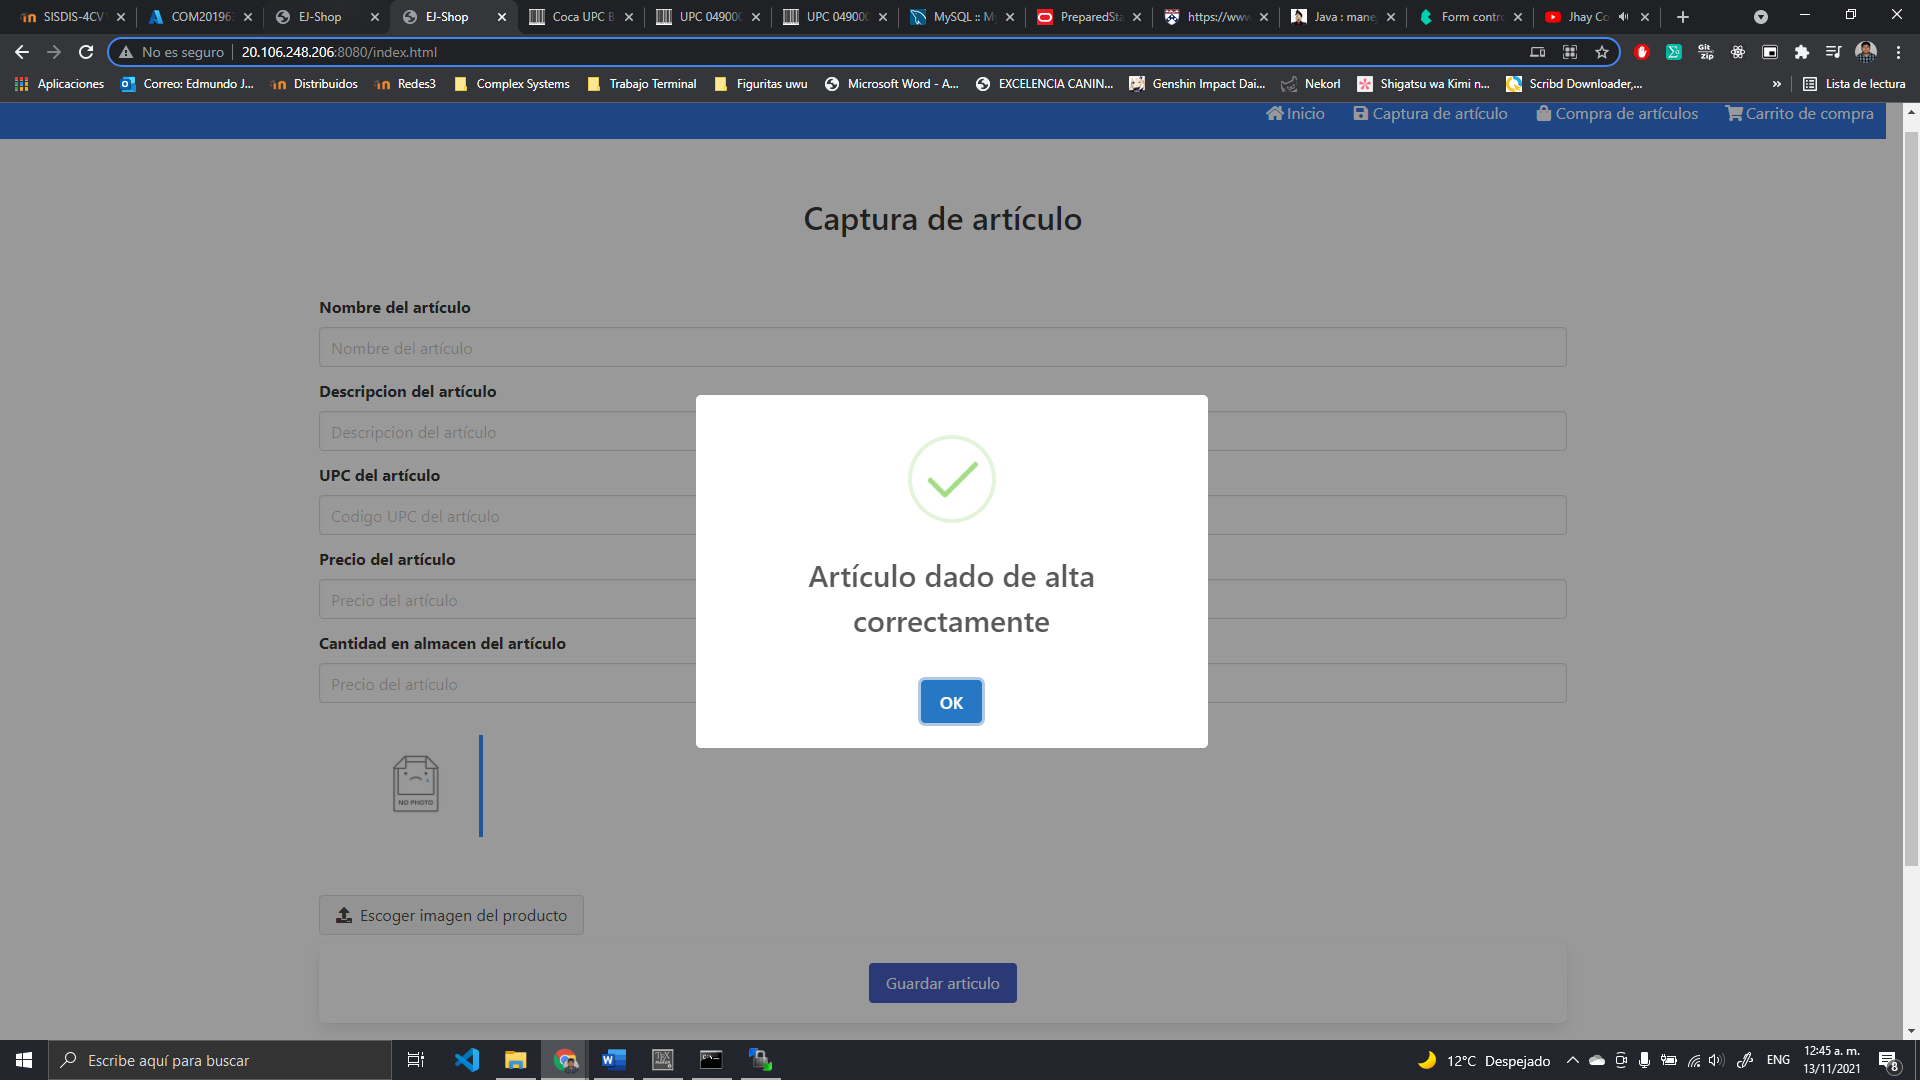 SISDIS-4CV1
COM20196
EJ-Shop
EJ-Shop
Coca UPC B
UPC 04900
UPC 04900
MySQL :: M
PreparedSta
https://www
Java : mane
Form contro
Jhay Co
No es seguro
20.106.248.206:8080/index.html
Aplicaciones
Correo: Edmundo J...
Distribuidos
Redes3
Complex Systems
Trabajo Terminal
Figuritas uwu
Microsoft Word - A...
EXCELENCIA CANIN...
Genshin Impact Dai...
Nekorl
Shigatsu wa Kimi n...
Scribd Downloader,...
»
Lista de lectura
Inicio
Captura de artículo
Compra de artículos
Carrito de compra
Captura de artículo
Nombre del artículo
Nombre del artículo
Descripcion del artículo
Descripcion del artículo
UPC del artículo
Codigo UPC del artículo
Precio del artículo
Precio del artículo
Cantidad en almacen del artículo
Precio del artículo
Artículo dado de alta
correctamente
OK
NO PHOTO
Escoger imagen del producto
Guardar articulo
Escribe aquí para buscar
12°C Despejado
ENG
12:45 a. m.
13/11/2021
8